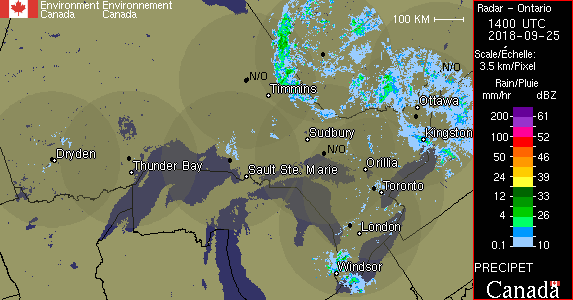 Environment Environnement
Canada Canada
100 KM
Radar - Ontario
1400 UTC
2018-09-25
Scale/Échelle:
3.5 km/Pixel
Rain/Pluie
mm/hr dBZ
200 61
100 52
50 46
24 39
12 33
4 26
0.1 10
PRECIPET
Canada
N/O
N/O
Timmins
Ottawa
Sudbury
Kingston
N/O
Dryden
Thunder Bay
Sault Ste. Marie
Orillia
Toronto
London
Windsor